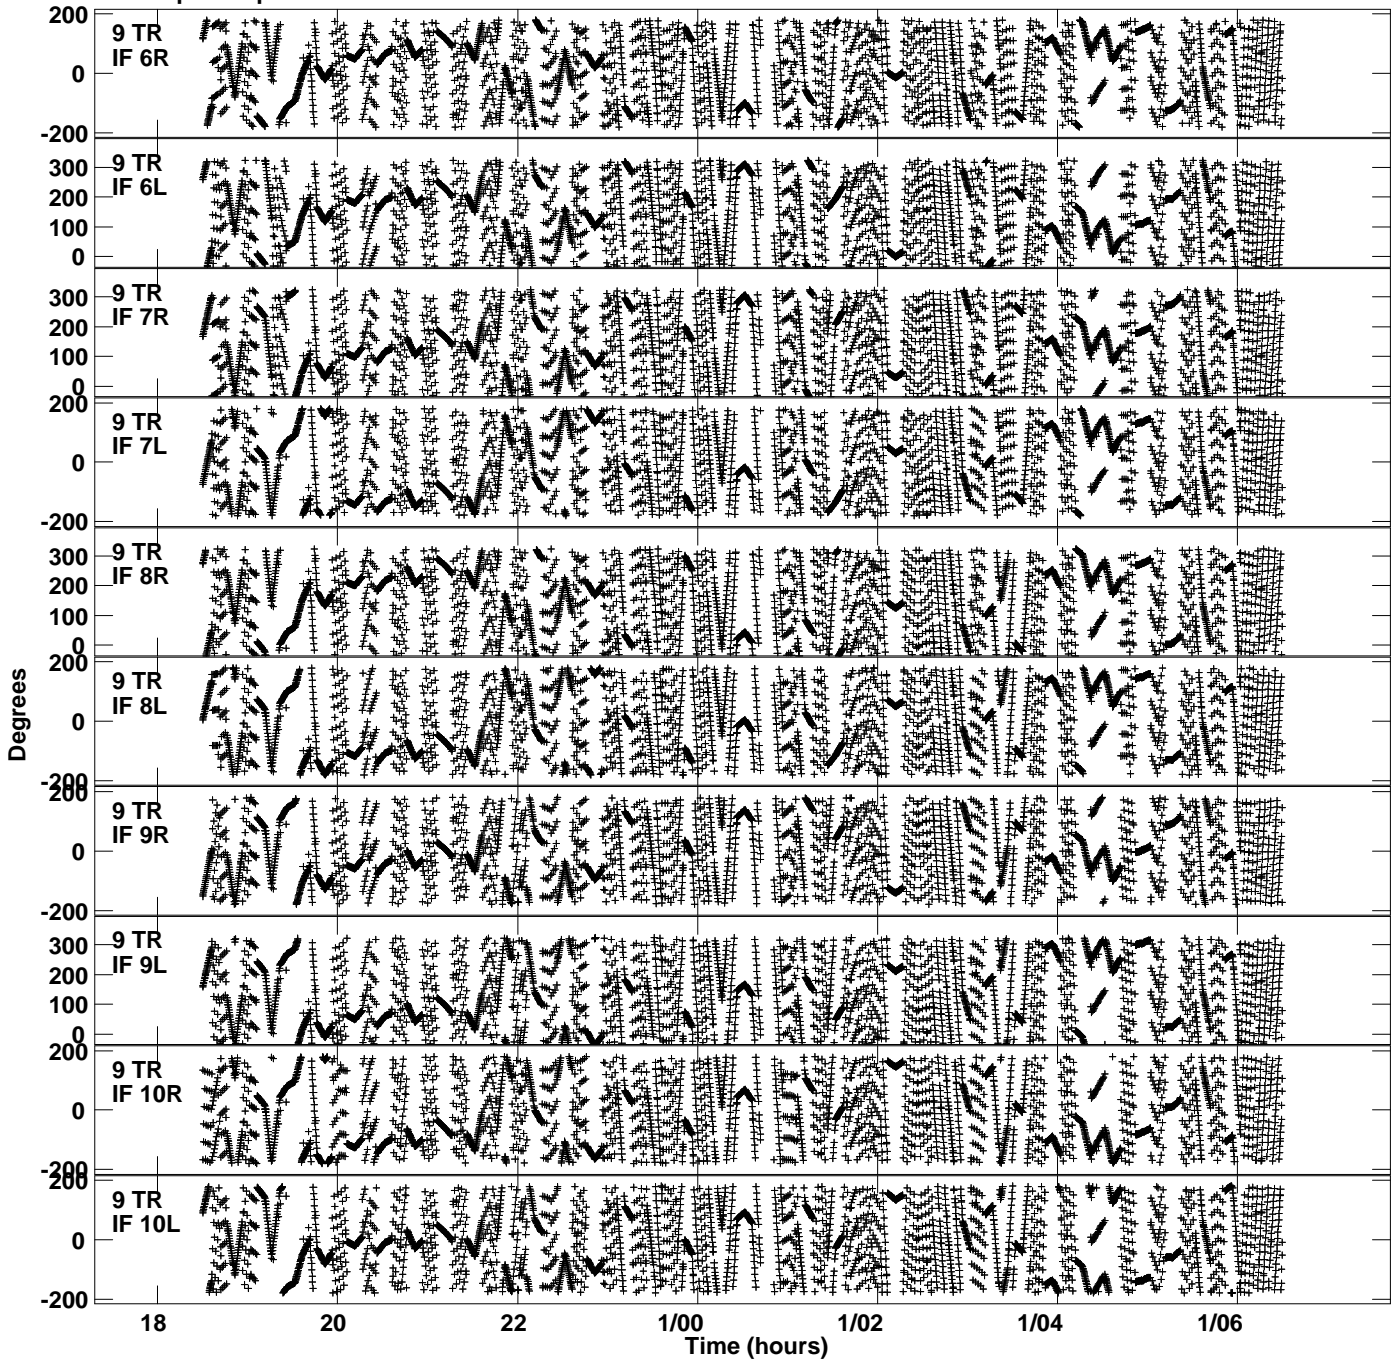 200
9 TR
IF 6R
0
-200
300
9 TR
IF 6L
200
100
0
300
9 TR
IF 7R
200
100
0
200
9 TR
IF 7L
0
-200
300
9 TR
IF 8R
200
100
0
200
9 TR
IF 8L
0
-200
200
9 TR
IF 9R
0
-200
300
9 TR
IF 9L
200
100
0
200
9 TR
IF 10R
0
-200
200
9 TR
IF 10L
0
-200
Degrees
18 20 22 1/00 1/02 1/04 1/06
Time (hours)